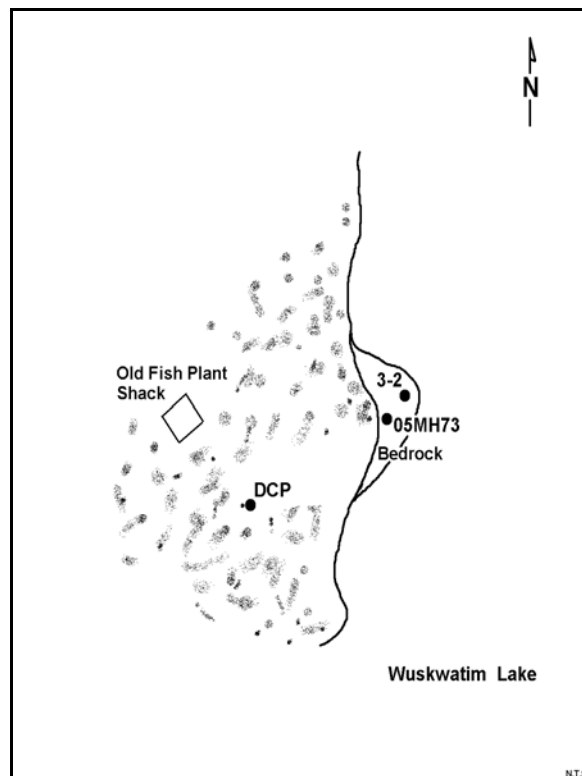 N
Old Fish Plant
Shack
3-2
05MH73
Bedrock
DCP
Wuskwatim Lake
N.T.S